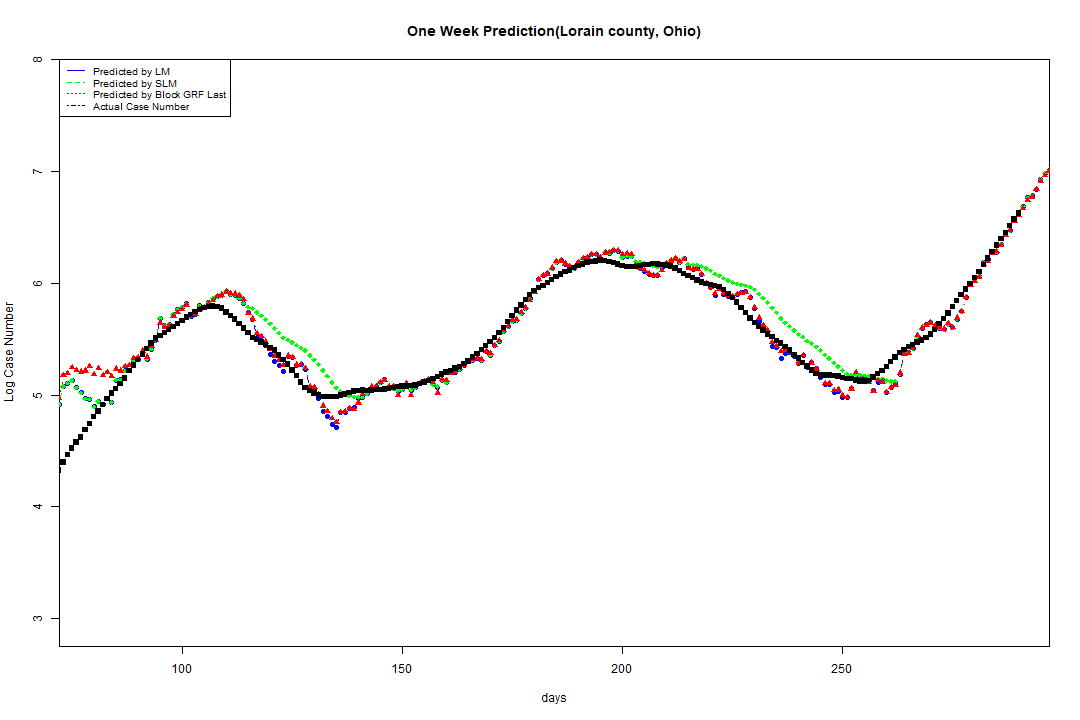 One Week Prediction(Lorain county, Ohio)
Predicted by LM
Predicted by SLM
Predicted by Block GRF Last
Actual Case Number
8
7
6
5
4
3
Log Case Number
100
150
200
250
days